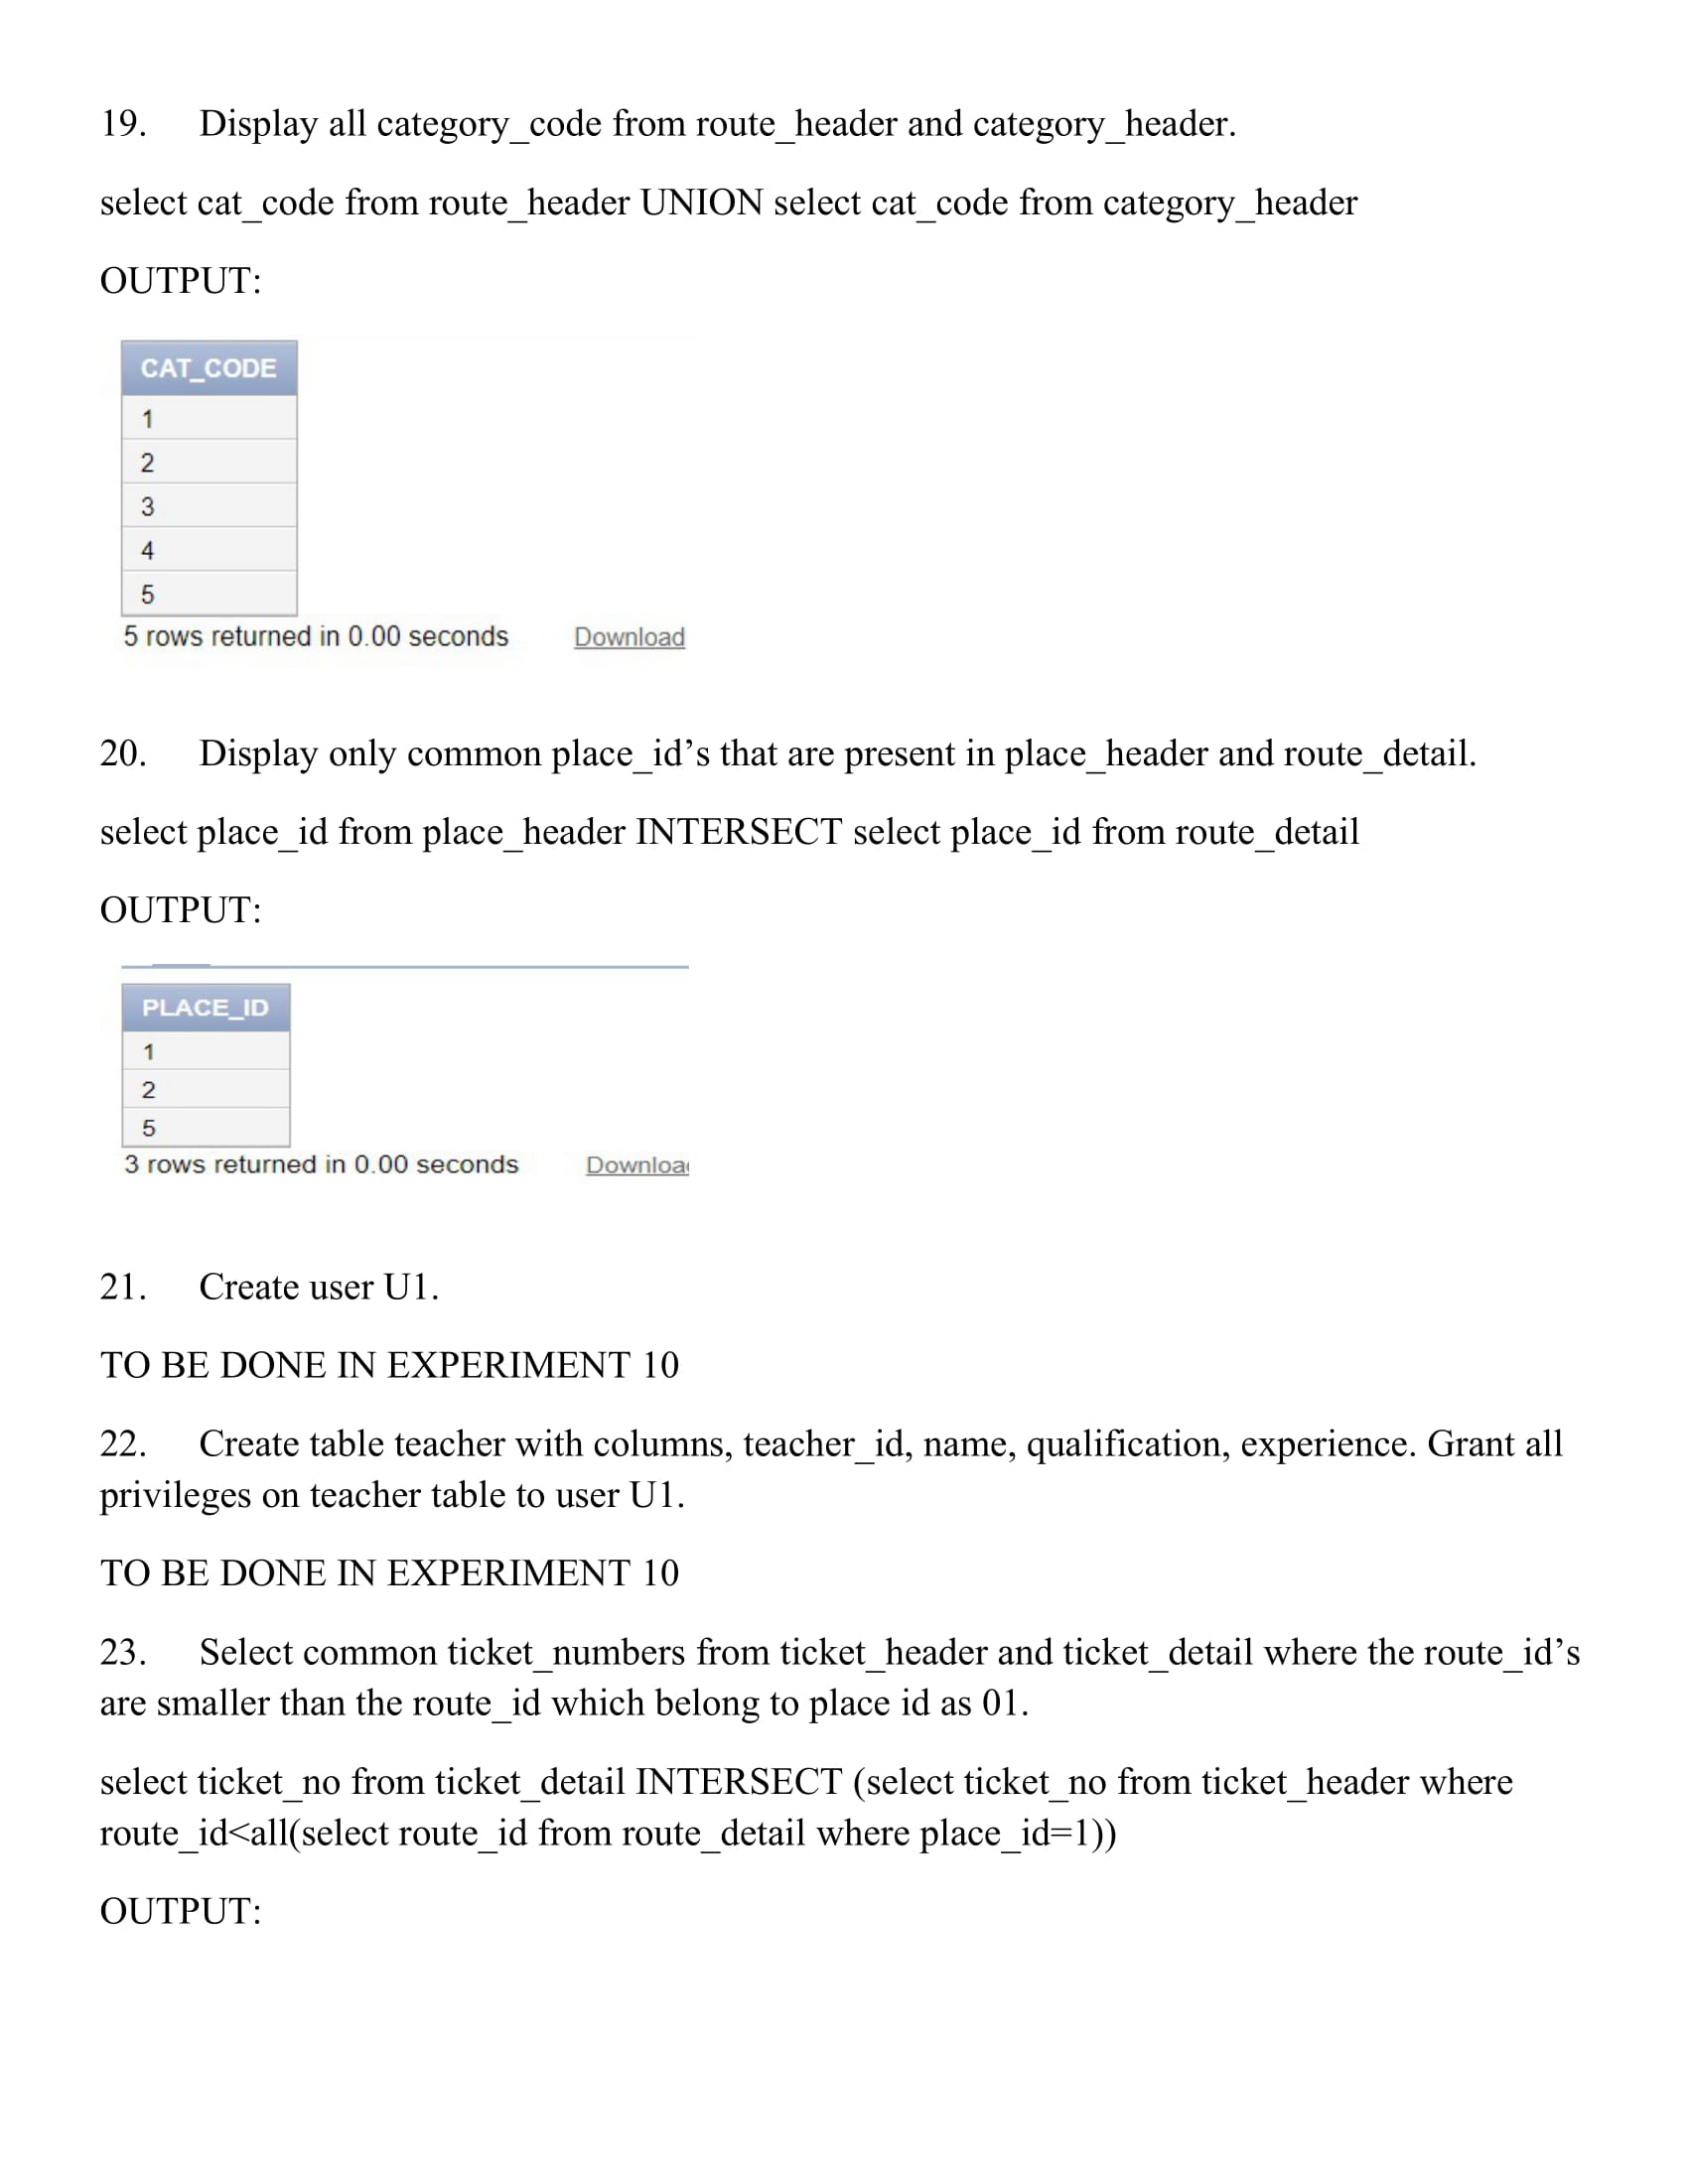 19. Display all category_code from route_header and category_header.
select cat_code from route_header UNION select cat_code from category_header
OUTPUT:
CAT_CODE
1
2
3
4
5
5 rows returned in 0.00 seconds Download
20. Display only common place_id’s that are present in place_header and route_detail.
select place_id from place_header INTERSECT select place_id from route_detail
OUTPUT:
PLACE_ID
1
2
5
3 rows returned in 0.00 seconds Downloa
21. Create user U1.
TO BE DONE IN EXPERIMENT 10
22. Create table teacher with columns, teacher_id, name, qualification, experience. Grant all
privileges on teacher table to user U1.
TO BE DONE IN EXPERIMENT 10
23. Select common ticket_numbers from ticket_header and ticket_detail where the route_id’s
are smaller than the route_id which belong to place id as 01.
select ticket_no from ticket_detail INTERSECT (select ticket_no from ticket_header where
route_id<all(select route_id from route_detail where place_id=1))
OUTPUT: